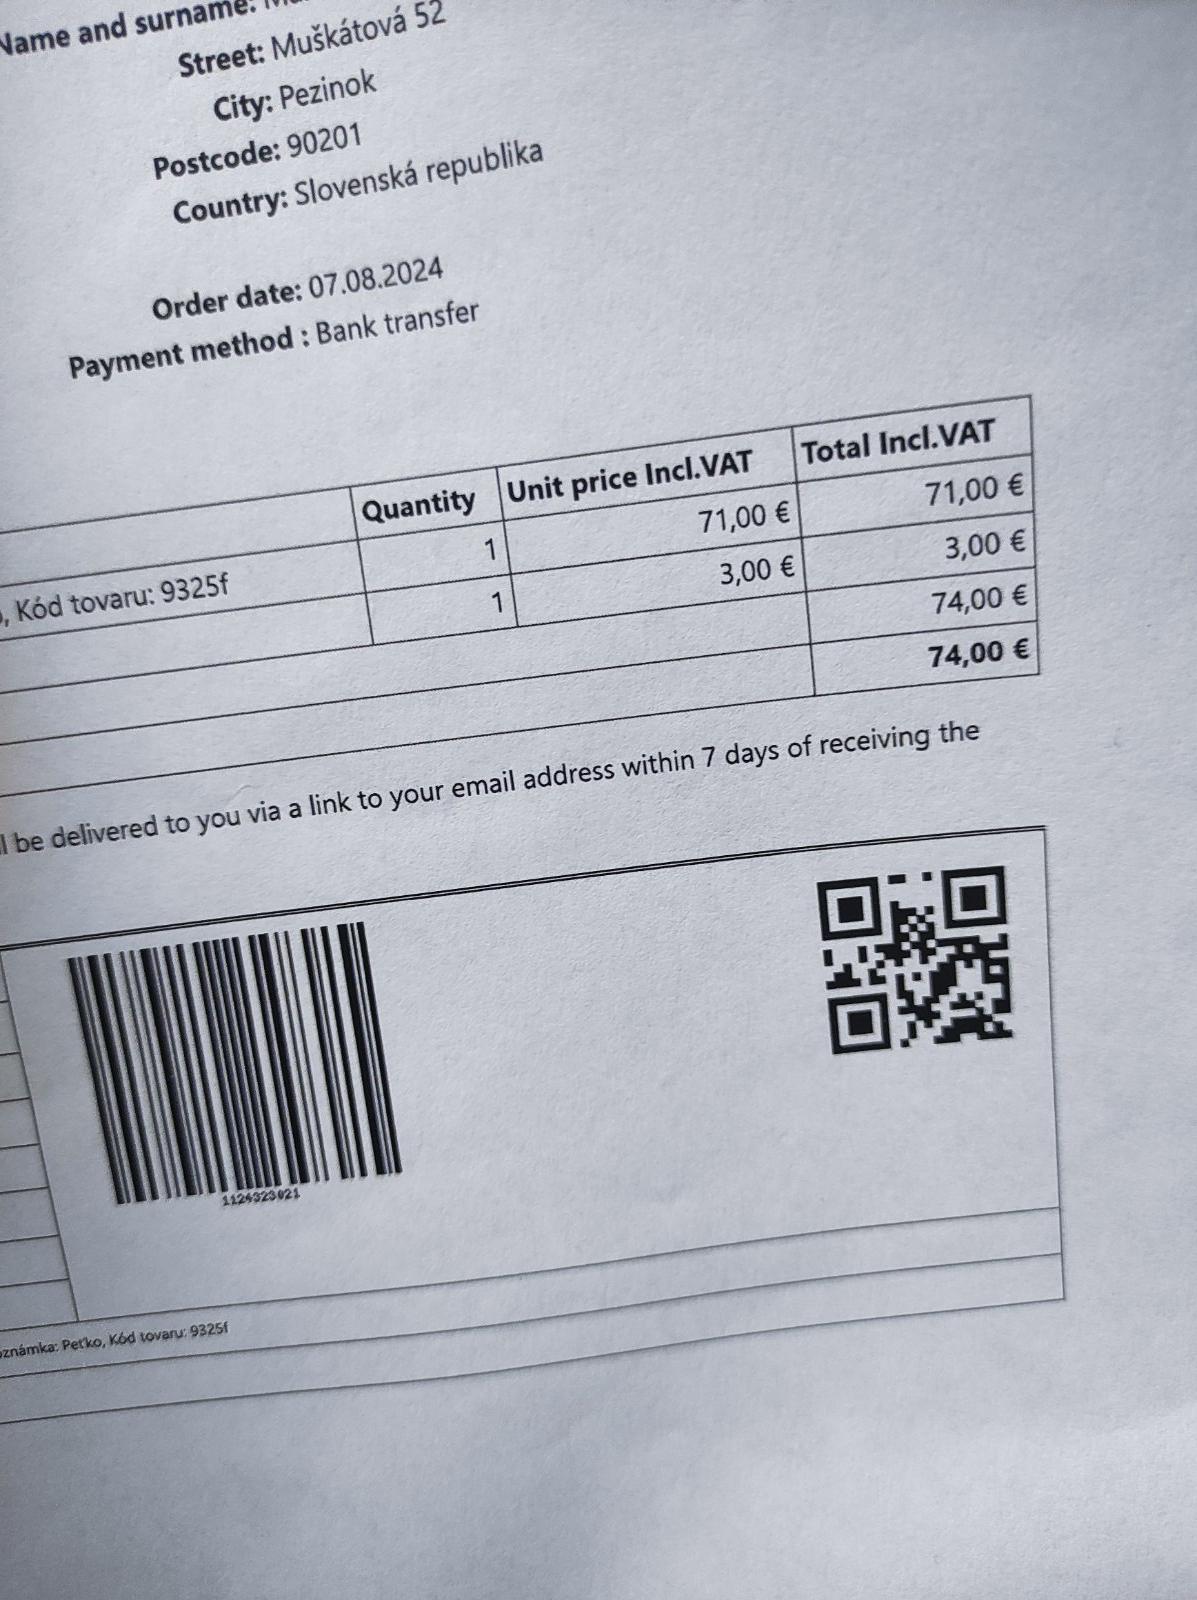 Name and surname:
Street: Muškátová 52
City: Pezinok
Postcode: 90201
Country: Slovenská republika
Order date: 07.08.2024
Payment method : Bank transfer
Quantity Unit price Incl.VAT Total Incl.VAT
1 71,00 € 71,00 €
, Kód tovaru: 9325f 1 3,00 € 3,00 €
74,00 €
74,00 €
be delivered to you via a link to your email address within 7 days of receiving the
1124323021
oznámka: Peťko, Kód tovaru: 9325f